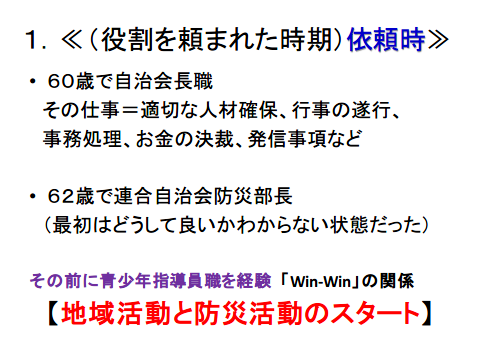 １．≪（役割を頼まれた時期）依頼時≫
• ６０歳で自治会長職
その仕事＝適切な人材確保、行事の遂行、
事務処理、お金の決裁、発信事項など
• ６２歳で連合自治会防災部長
（最初はどうして良いかわからない状態だった）
その前に青少年指導員職を経験 「Win-Win」の関係
【地域活動と防災活動のスタート】